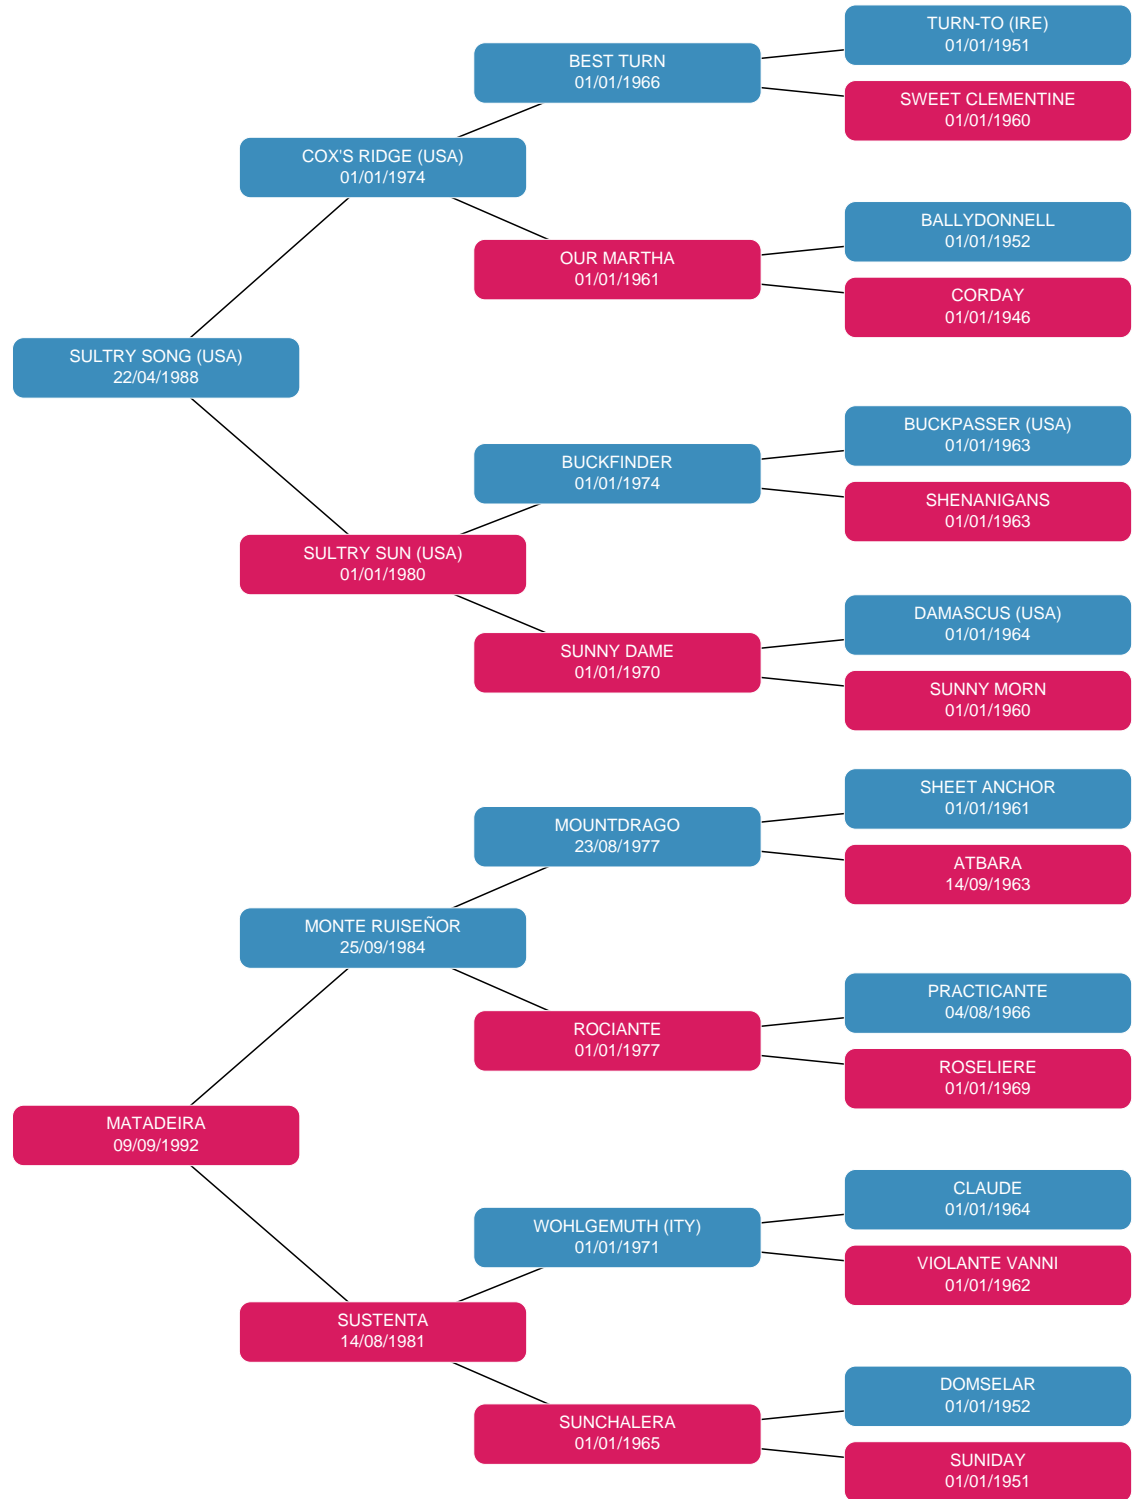 TURN-TO (IRE)
01/01/1951
BEST TURN
01/01/1966
SWEET CLEMENTINE
01/01/1960
COX'S RIDGE (USA)
01/01/1974
BALLYDONNELL
01/01/1952
OUR MARTHA
01/01/1961
CORDAY
01/01/1946
SULTRY SONG (USA)
22/04/1988
BUCKPASSER (USA)
01/01/1963
BUCKFINDER
01/01/1974
SHENANIGANS
01/01/1963
SULTRY SUN (USA)
01/01/1980
DAMASCUS (USA)
01/01/1964
SUNNY DAME
01/01/1970
SUNNY MORN
01/01/1960
SHEET ANCHOR
01/01/1961
MOUNTDRAGO
23/08/1977
ATBARA
14/09/1963
MONTE RUISEÑOR
25/09/1984
PRACTICANTE
04/08/1966
ROCIANTE
01/01/1977
ROSELIERE
01/01/1969
MATADEIRA
09/09/1992
CLAUDE
01/01/1964
WOHLGEMUTH (ITY)
01/01/1971
VIOLANTE VANNI
01/01/1962
SUSTENTA
14/08/1981
DOMSELAR
01/01/1952
SUNCHALERA
01/01/1965
SUNIDAY
01/01/1951